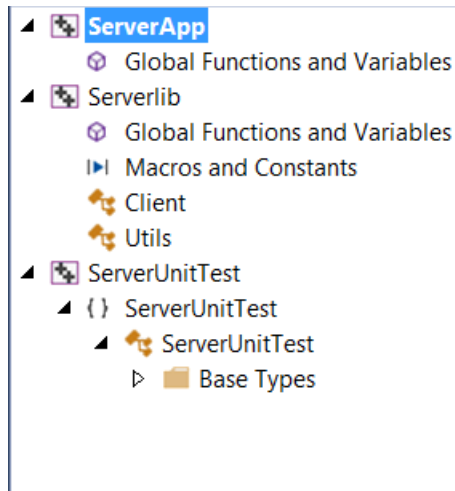 ServerApp
Global Functions and Variables
Serverlib
Global Functions and Variables
Macros and Constants
Client
Utils
ServerUnitTest
{ } ServerUnitTest
ServerUnitTest
Base Types